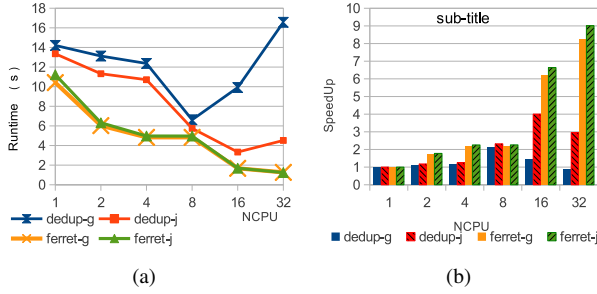 18
16
14
12
10
8
6
4
2
0
Runtime (s)
1 2 4 8 16 32
NCPU
dedup-g dedup-j
ferret-g ferret-j
(a)
sub-title
10
9
8
7
6
5
4
3
2
1
0
SpeedUp
1 2 4 8 16 32
NCPU
dedup-g dedup-j ferret-g ferret-j
(b)